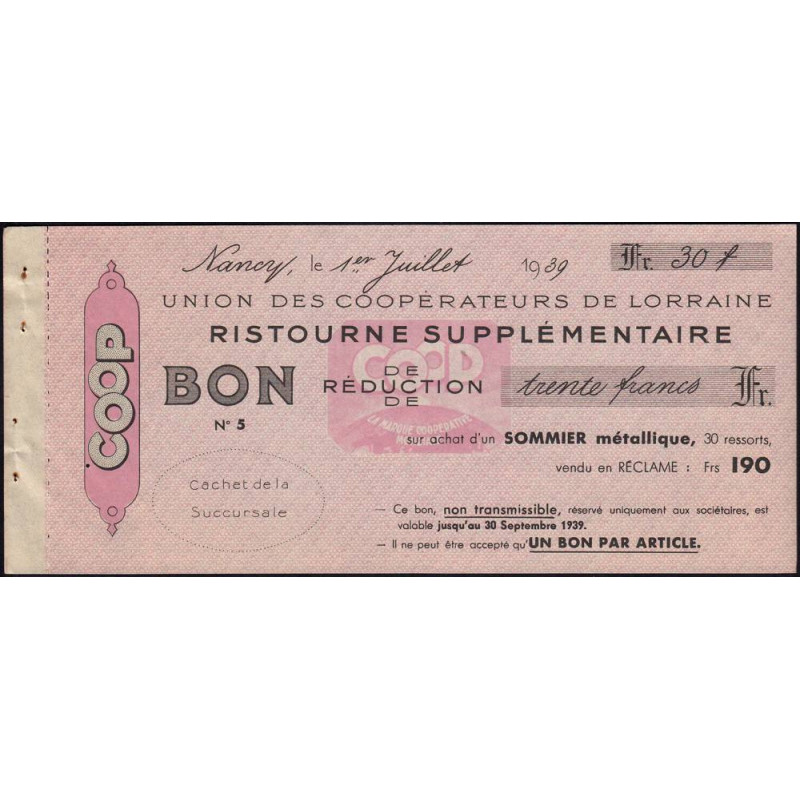 Nancy, le 1er Juillet 1939 Fr. 30 f
UNION DES COOPÉRATEURS DE LORRAINE
RISTOURNE SUPPLÉMENTAIRE
COOP
BON DE RÉDUCTION DE trente francs Fr.
N° 5
COOP
LA MARQUE COOPÉRATIVE
sur achat d'un SOMMIER métallique, 30 ressorts,
vendu en RÉCLAME : Frs 190
Cachet de la
Succursale
— Ce bon, non transmissible, réservé uniquement aux sociétaires, est
valable jusqu'au 30 Septembre 1939.
— Il ne peut être accepté qu'UN BON PAR ARTICLE.